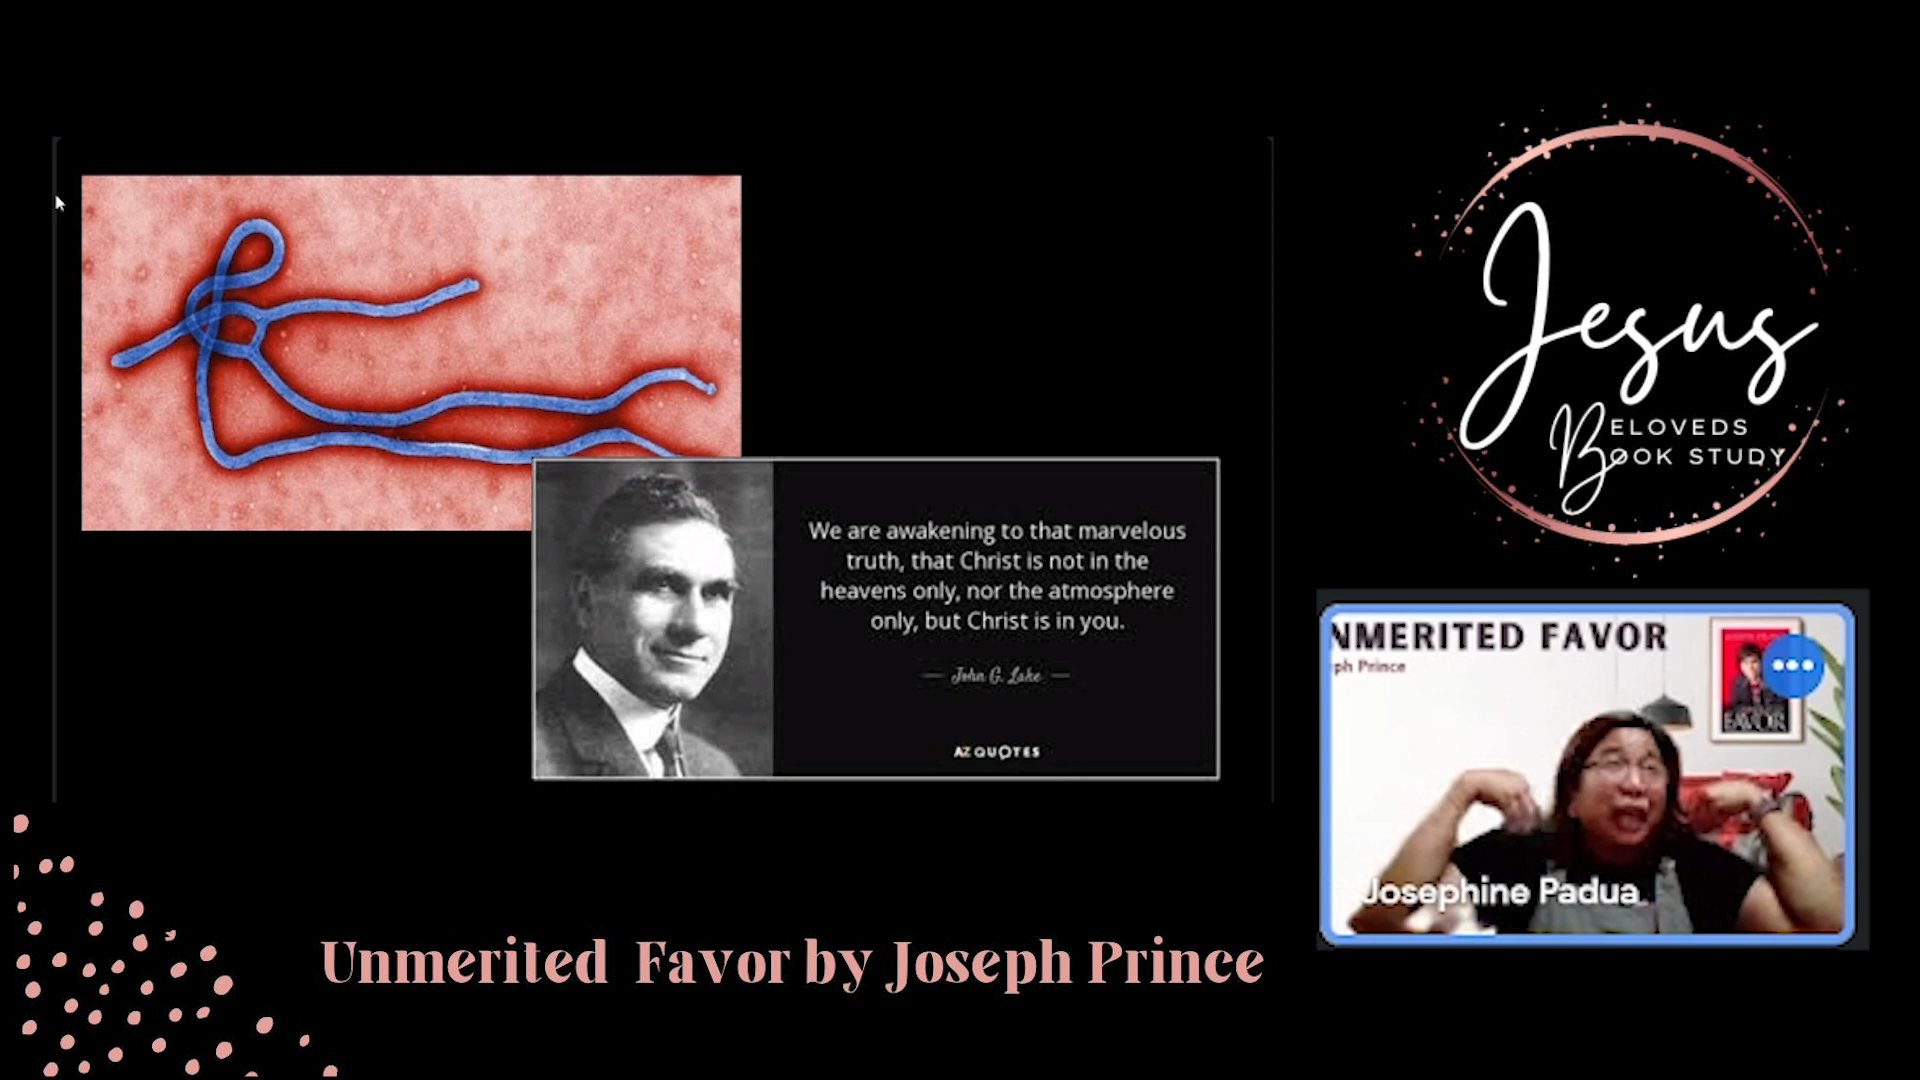 We are awakening to that marvelous
truth, that Christ is not in the
heavens only, nor the atmosphere
only, but Christ is in you.
— John G. Lake —
AZ QUOTES
Jesus
BELOVEDS
BOOK STUDY
NMERITED FAVOR
ph Prince
FAVOR
Josephine Padua
Unmerited Favor by Joseph Prince